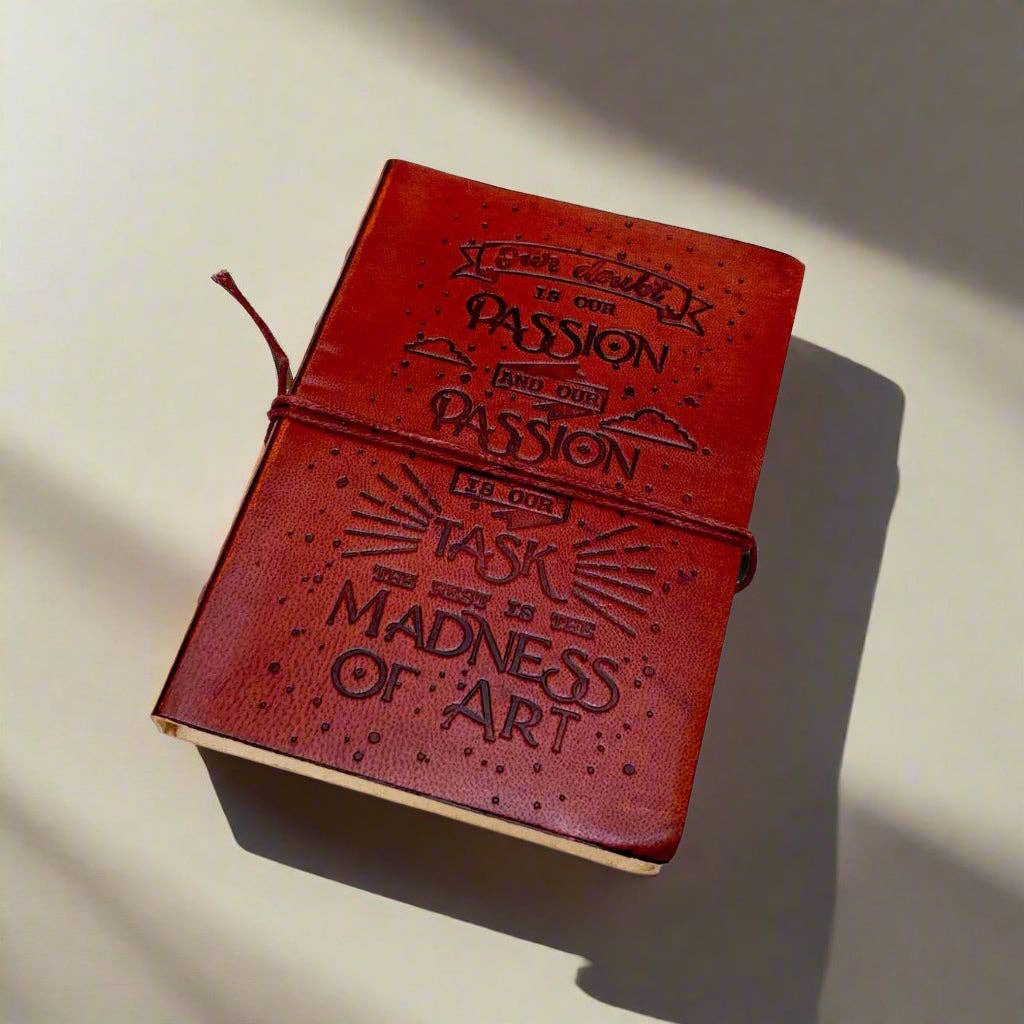 Our doubt
IS OUR
PASSION
AND OUR
PASSION
IS OUR
TASK
THE REST IS THE
MADNESS
OF ART